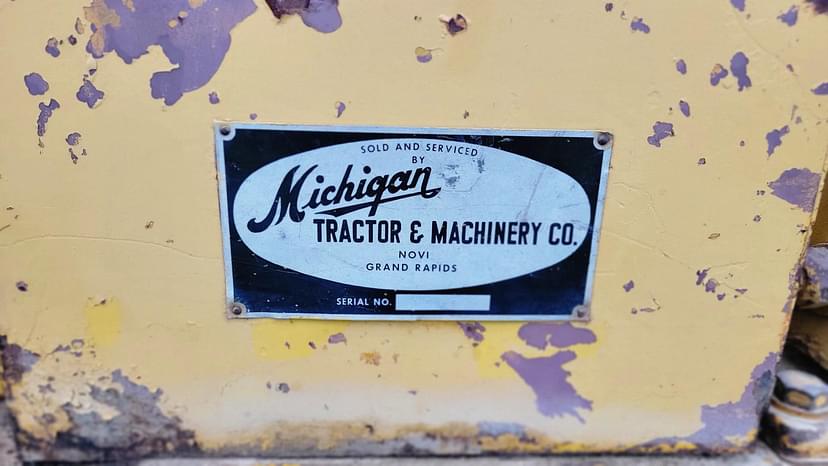 SOLD AND SERVICED
BY
Michigan
TRACTOR & MACHINERY CO.
NOVI
GRAND RAPIDS
SERIAL NO.